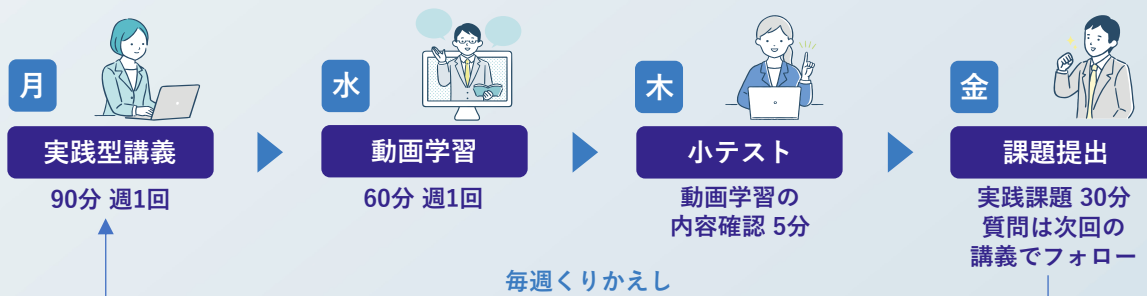 月
実践型講義
90分 週1回
水
動画学習
60分 週1回
木
小テスト
動画学習の
内容確認 5分
金
課題提出
実践課題 30分
質問は次回の
講義でフォロー
毎週くりかえし